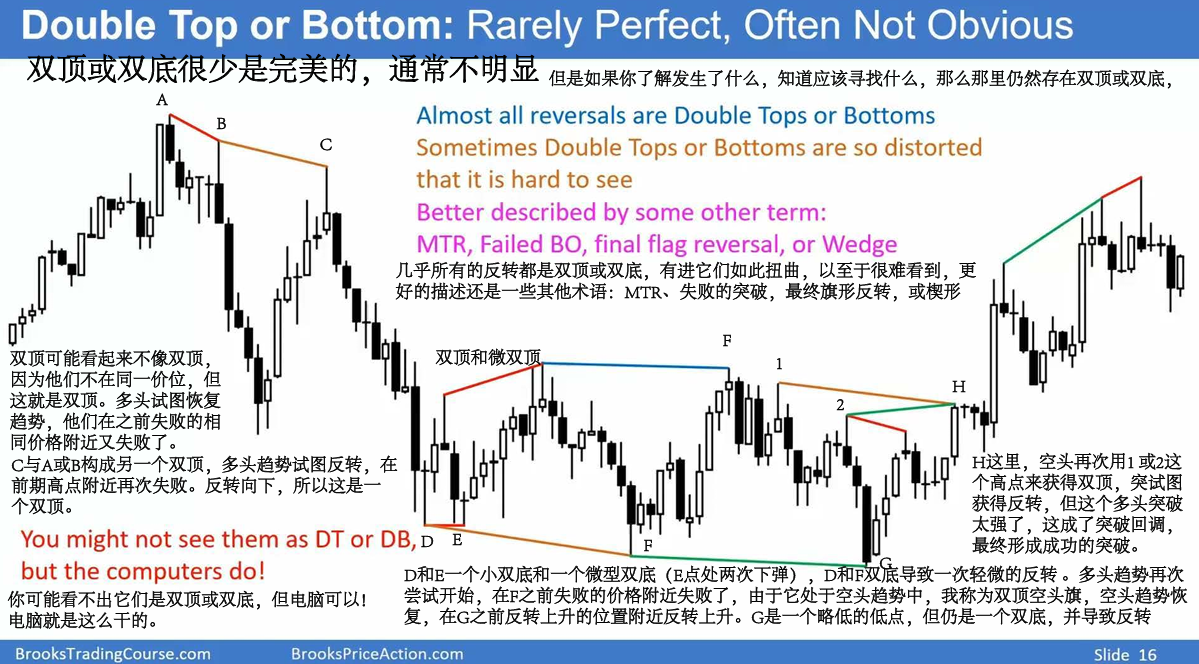 Double Top or Bottom: Rarely Perfect, Often Not Obvious
双顶或双底很少是完美的，通常不明显
但是如果你了解发生了什么，知道应该寻找什么，那么那里仍然存在双顶或双底，
A
B
C
Almost all reversals are Double Tops or Bottoms
Sometimes Double Tops or Bottoms are so distorted
that it is hard to see
Better described by some other term:
MTR, Failed BO, final flag reversal, or Wedge
几乎所有的反转都是双顶或双底，有进它们如此扭曲，以至于很难看到，更
好的描述还是一些其他术语：MTR、失败的突破，最终旗形反转，或楔形
双顶可能看起来不像双顶，
因为他们不在同一价位，但
这就是双顶。多头试图恢复
趋势，他们在之前失败的相
同价格附近又失败了。
C与A或B构成另一个双顶，多头趋势试图反转，在
前期高点附近再次失败。反转向下，所以这是一
个双顶。
You might not see them as DT or DB,
but the computers do!
你可能看不出它们是双顶或双底，但电脑可以！
电脑就是这么干的。
双顶和微双顶
F
1
2
H
D
E
F
G
H这里，空头再次用1或2这
个高点来获得双顶，突试图
获得反转，但这个多头突破
太强了，这成了突破回调，
最终形成成功的突破。
D和E一个小双底和一个微型双底（E点处两次下弹），D和F双底导致一次轻微的反转。多头趋势再次
尝试开始，在F之前失败的价格附近失败了，由于它处于空头趋势中，我称为双顶空头旗，空头趋势恢
复，在G之前反转上升的位置附近反转上升。G是一个略低的低点，但仍是一个双底，并导致反转
BrooksTradingCourse.com
BrooksPriceAction.com
Slide 16